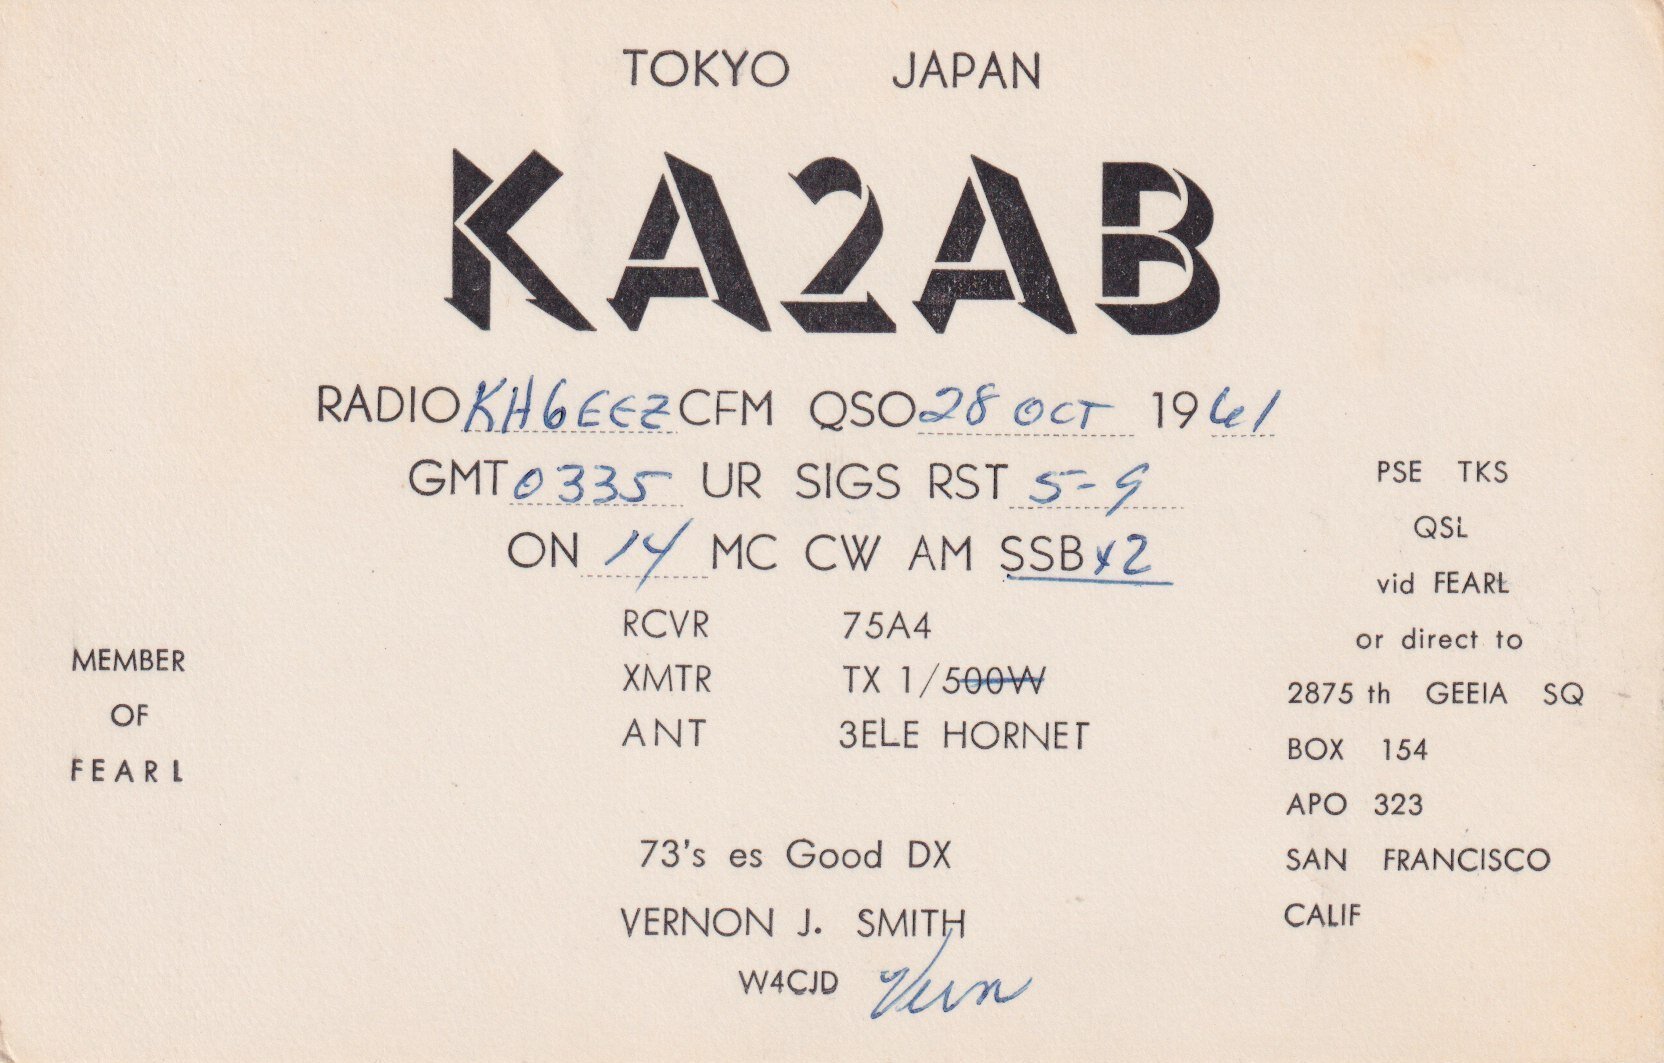 TOKYO JAPAN
KA2AB
RADIO KH6EEZ CFM QSO 28 OCT 1961
GMT 0335 UR SIGS RST 5-9
ON 14 MC CW AM SSB x2
RCVR 75A4
XMTR TX 1/500W
ANT 3ELE HORNET
73's es Good DX
VERNON J. SMITH
W4CJD Vern
MEMBER
OF
FEARL
PSE TKS
QSL
vid FEARL
or direct to
2875 th GEEIA SQ
BOX 154
APO 323
SAN FRANCISCO
CALIF